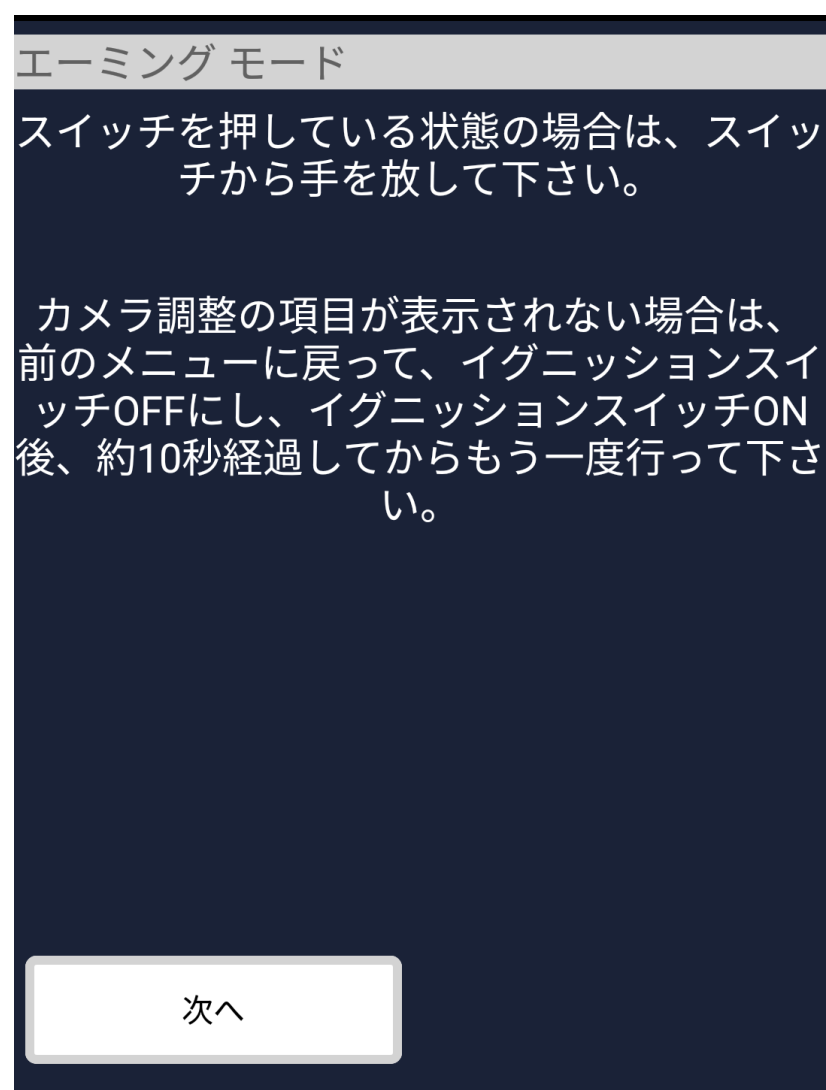 エーミング モード
スイッチを押している状態の場合は、スイッ
チから手を放して下さい。
カメラ調整の項目が表示されない場合は、
前のメニューに戻って、イグニッションスイ
ッチOFFにし、イグニッションスイッチON
後、約10秒経過してからもう一度行って下さ
い。
次へ